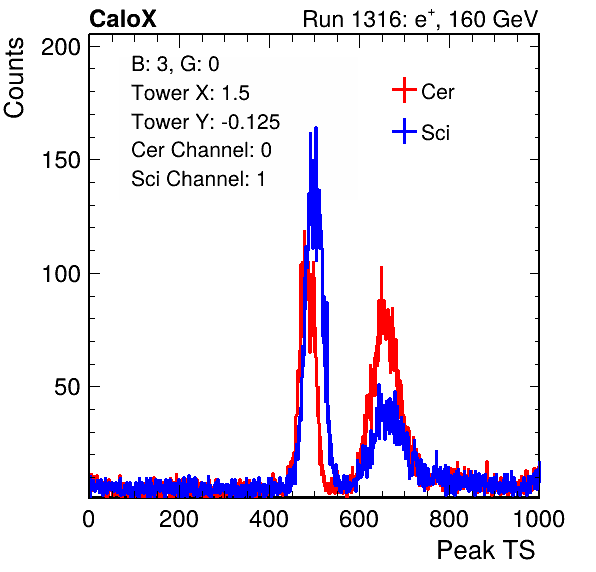 CaloX
Run 1316: e+, 160 GeV
Counts
B: 3, G: 0
Tower X: 1.5
Tower Y: -0.125
Cer Channel: 0
Sci Channel: 1
Cer
Sci
200
150
100
50
0 200 400 600 800 1000
Peak TS